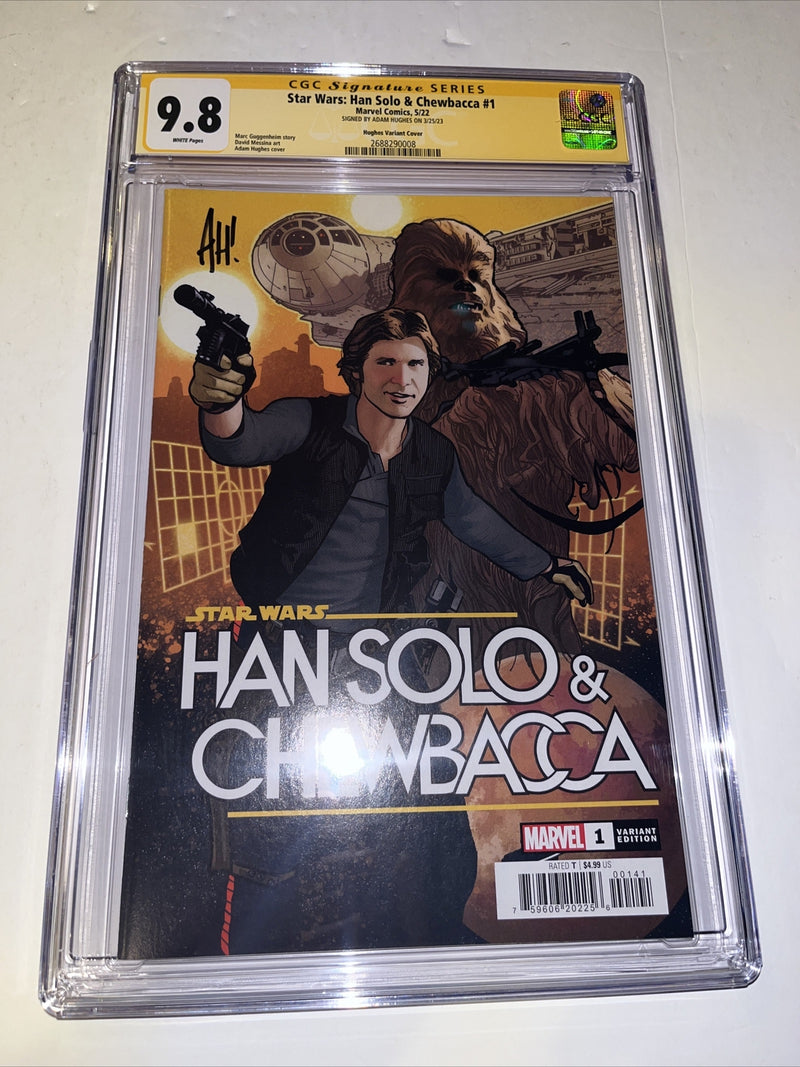 CGC Signature SERIES
9.8
WHITE Pages
Star Wars: Han Solo & Chewbacca #1
Marvel Comics, 5/22
SIGNED BY ADAM HUGHES ON 3/25/23
Hughes Variant Cover
Marc Guggenheim story
David Messina art
Adam Hughes cover
2688290008
AH!
STAR WARS
HAN SOLO &
CHEWBACCA
MARVEL 1 VARIANT EDITION
RATED T $4.99 US
00141
7 59606 20225 6